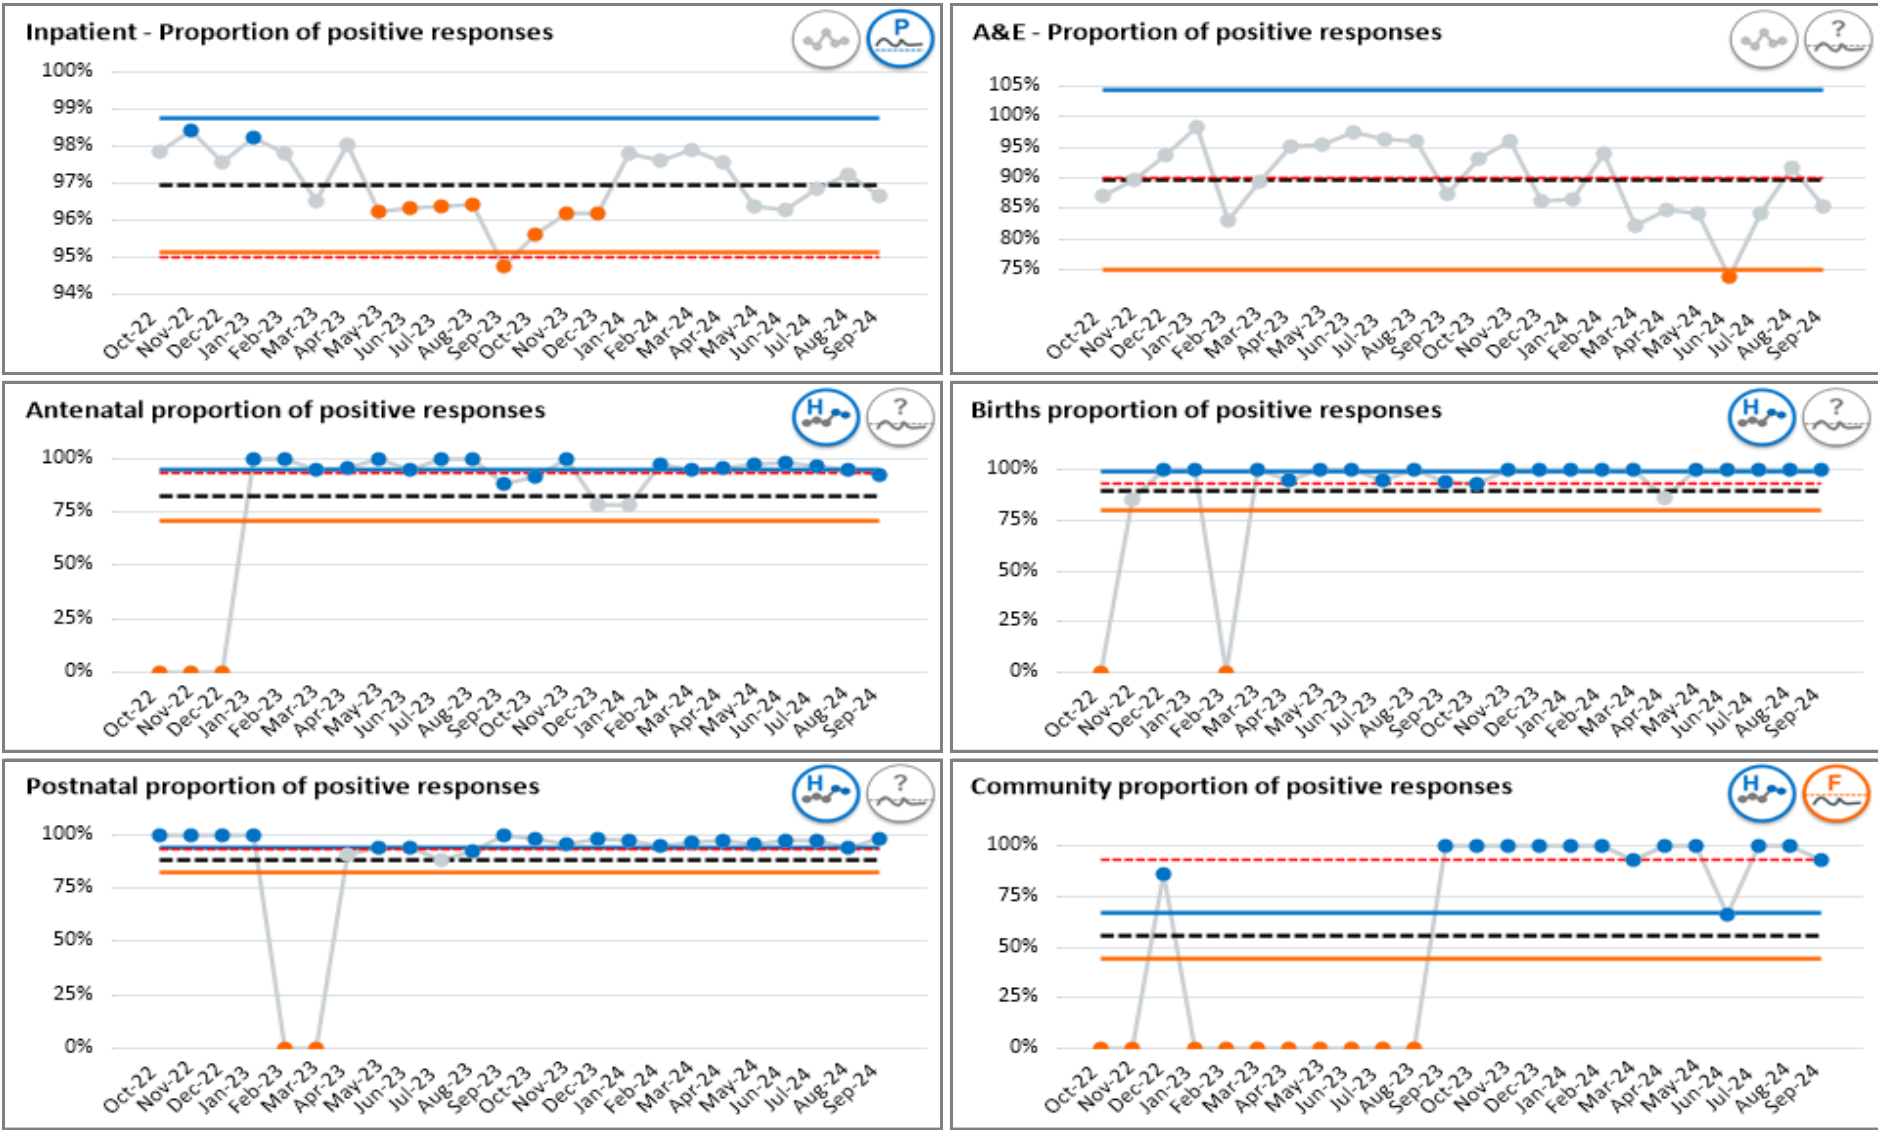 Inpatient - Proportion of positive responses
P
100%
99%
98%
97%
96%
95%
94%
Oct-22 Nov-22 Dec-22 Jan-23 Feb-23 Mar-23 Apr-23 May-23 Jun-23 Jul-23 Aug-23 Sep-23 Oct-23 Nov-23 Dec-23 Jan-24 Feb-24 Mar-24 Apr-24 May-24 Jun-24 Jul-24 Aug-24 Sep-24
A&E - Proportion of positive responses
?
105%
100%
95%
90%
85%
80%
75%
Oct-22 Nov-22 Dec-22 Jan-23 Feb-23 Mar-23 Apr-23 May-23 Jun-23 Jul-23 Aug-23 Sep-23 Oct-23 Nov-23 Dec-23 Jan-24 Feb-24 Mar-24 Apr-24 May-24 Jun-24 Jul-24 Aug-24 Sep-24
Antenatal proportion of positive responses
H ?
100%
75%
50%
25%
0%
Oct-22 Nov-22 Dec-22 Jan-23 Feb-23 Mar-23 Apr-23 May-23 Jun-23 Jul-23 Aug-23 Sep-23 Oct-23 Nov-23 Dec-23 Jan-24 Feb-24 Mar-24 Apr-24 May-24 Jun-24 Jul-24 Aug-24 Sep-24
Births proportion of positive responses
H ?
100%
75%
50%
25%
0%
Oct-22 Nov-22 Dec-22 Jan-23 Feb-23 Mar-23 Apr-23 May-23 Jun-23 Jul-23 Aug-23 Sep-23 Oct-23 Nov-23 Dec-23 Jan-24 Feb-24 Mar-24 Apr-24 May-24 Jun-24 Jul-24 Aug-24 Sep-24
Postnatal proportion of positive responses
H ?
100%
75%
50%
25%
0%
Oct-22 Nov-22 Dec-22 Jan-23 Feb-23 Mar-23 Apr-23 May-23 Jun-23 Jul-23 Aug-23 Sep-23 Oct-23 Nov-23 Dec-23 Jan-24 Feb-24 Mar-24 Apr-24 May-24 Jun-24 Jul-24 Aug-24 Sep-24
Community proportion of positive responses
H F
100%
75%
50%
25%
0%
Oct-22 Nov-22 Dec-22 Jan-23 Feb-23 Mar-23 Apr-23 May-23 Jun-23 Jul-23 Aug-23 Sep-23 Oct-23 Nov-23 Dec-23 Jan-24 Feb-24 Mar-24 Apr-24 May-24 Jun-24 Jul-24 Aug-24 Sep-24